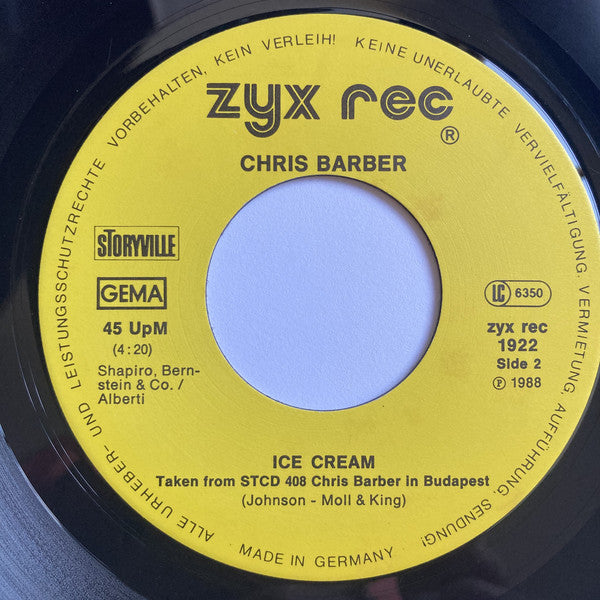 ALLE URHEBER- UND LEISTUNGSSCHUTZRECHTE VORBEHALTEN, KEIN VERLEIH! KEINE UNERLAUBTE VERVIELFÄLTIGUNG, VERMIETUNG, AUFFÜHRUNG, SENDUNG!
zyx rec
®
CHRIS BARBER
STORYVILLE
GEMA
45 UpM
(4:20)
Shapiro, Bern-
stein & Co. /
Alberti
LC 6350
zyx rec
1922
Side 2
℗ 1988
ICE CREAM
Taken from STCD 408 Chris Barber in Budapest
(Johnson - Moll & King)
MADE IN GERMANY